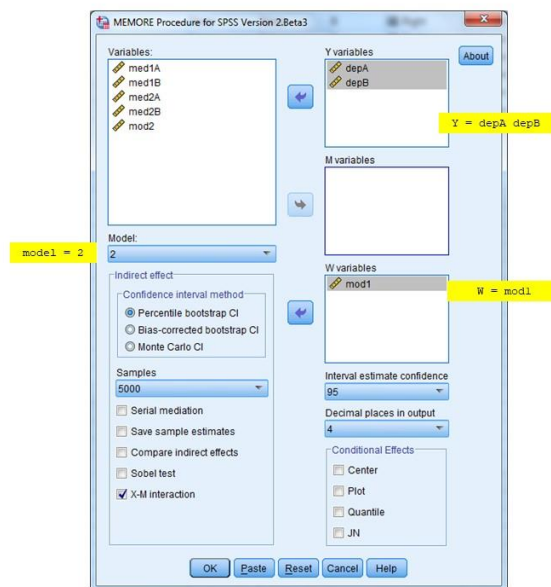 MEMORE Procedure for SPSS Version 2.Beta3
Variables:
med1A
med1B
med2A
med2B
mod2
Y variables
depA
depB
About
Y = depA depB
M variables
Model:
2
model = 2
W variables
mod1
W = mod1
Indirect effect
Confidence interval method
Percentile bootstrap CI
Bias-corrected bootstrap CI
Monte Carlo CI
Samples
5000
Serial mediation
Save sample estimates
Compare indirect effects
Sobel test
X-M interaction
Interval estimate confidence
95
Decimal places in output
4
Conditional Effects
Center
Plot
Quantile
JN
OK Paste Reset Cancel Help